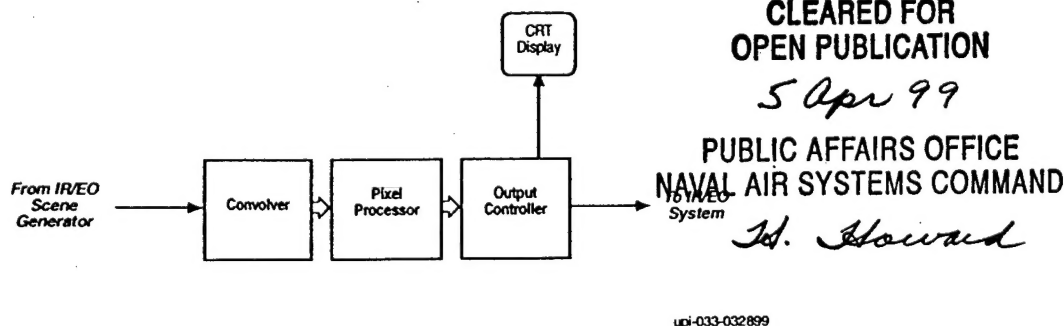 CRT
Display
CLEARED FOR
OPEN PUBLICATION
5 Apr 99
PUBLIC AFFAIRS OFFICE
NAVAL AIR SYSTEMS COMMAND
H. Howard
From IR/EO
Scene
Generator
Convolver
Pixel
Processor
Output
Controller
To IR/EO
System
upi-033-032899